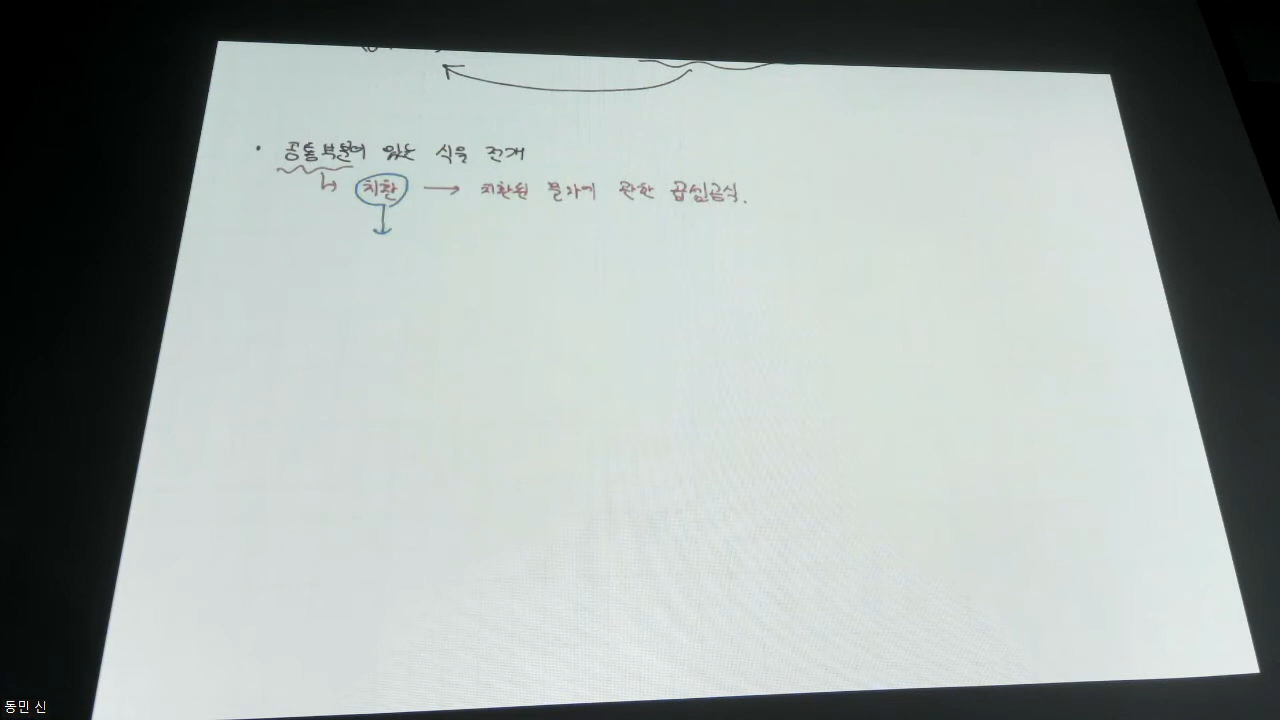 • 공통부분이 있는 식을 전개
↳ 치환 → 치환된 문자에 관한 곱셈공식.
↓
동민 신